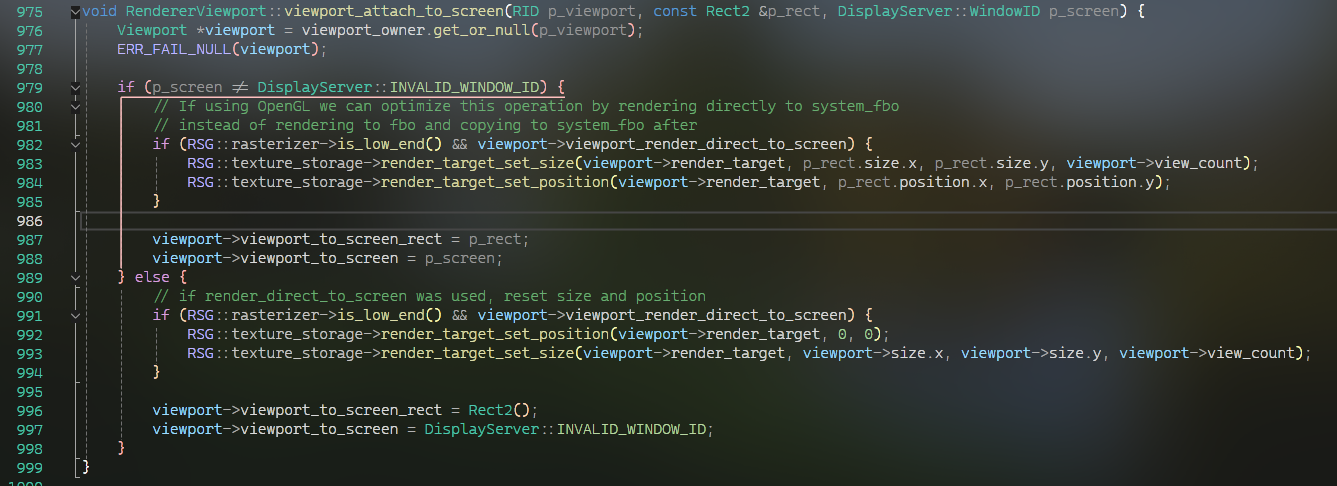 975 void RendererViewport::viewport_attach_to_screen(RID p_viewport, const Rect2 &p_rect, DisplayServer::WindowID p_screen) {
976 Viewport *viewport = viewport_owner.get_or_null(p_viewport);
977 ERR_FAIL_NULL(viewport);
978
979 if (p_screen ≠ DisplayServer::INVALID_WINDOW_ID) {
980 // If using OpenGL we can optimize this operation by rendering directly to system_fbo
981 // instead of rendering to fbo and copying to system_fbo after
982 if (RSG::rasterizer->is_low_end() && viewport->viewport_render_direct_to_screen) {
983 RSG::texture_storage->render_target_set_size(viewport->render_target, p_rect.size.x, p_rect.size.y, viewport->view_count);
984 RSG::texture_storage->render_target_set_position(viewport->render_target, p_rect.position.x, p_rect.position.y);
985 }
986
987 viewport->viewport_to_screen_rect = p_rect;
988 viewport->viewport_to_screen = p_screen;
989 } else {
990 // if render_direct_to_screen was used, reset size and position
991 if (RSG::rasterizer->is_low_end() && viewport->viewport_render_direct_to_screen) {
992 RSG::texture_storage->render_target_set_position(viewport->render_target, 0, 0);
993 RSG::texture_storage->render_target_set_size(viewport->render_target, viewport->size.x, viewport->size.y, viewport->view_count);
994 }
995
996 viewport->viewport_to_screen_rect = Rect2();
997 viewport->viewport_to_screen = DisplayServer::INVALID_WINDOW_ID;
998 }
999 }